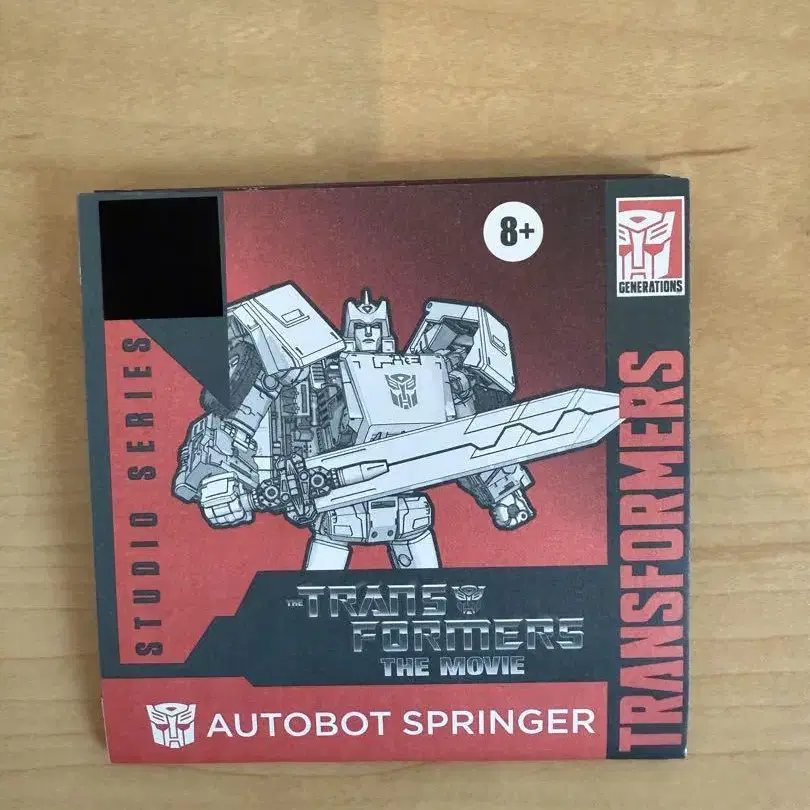 8+
GENERATIONS
STUDIO SERIES
TRANSFORMERS
THE TRANSFORMERS
THE MOVIE
AUTOBOT SPRINGER